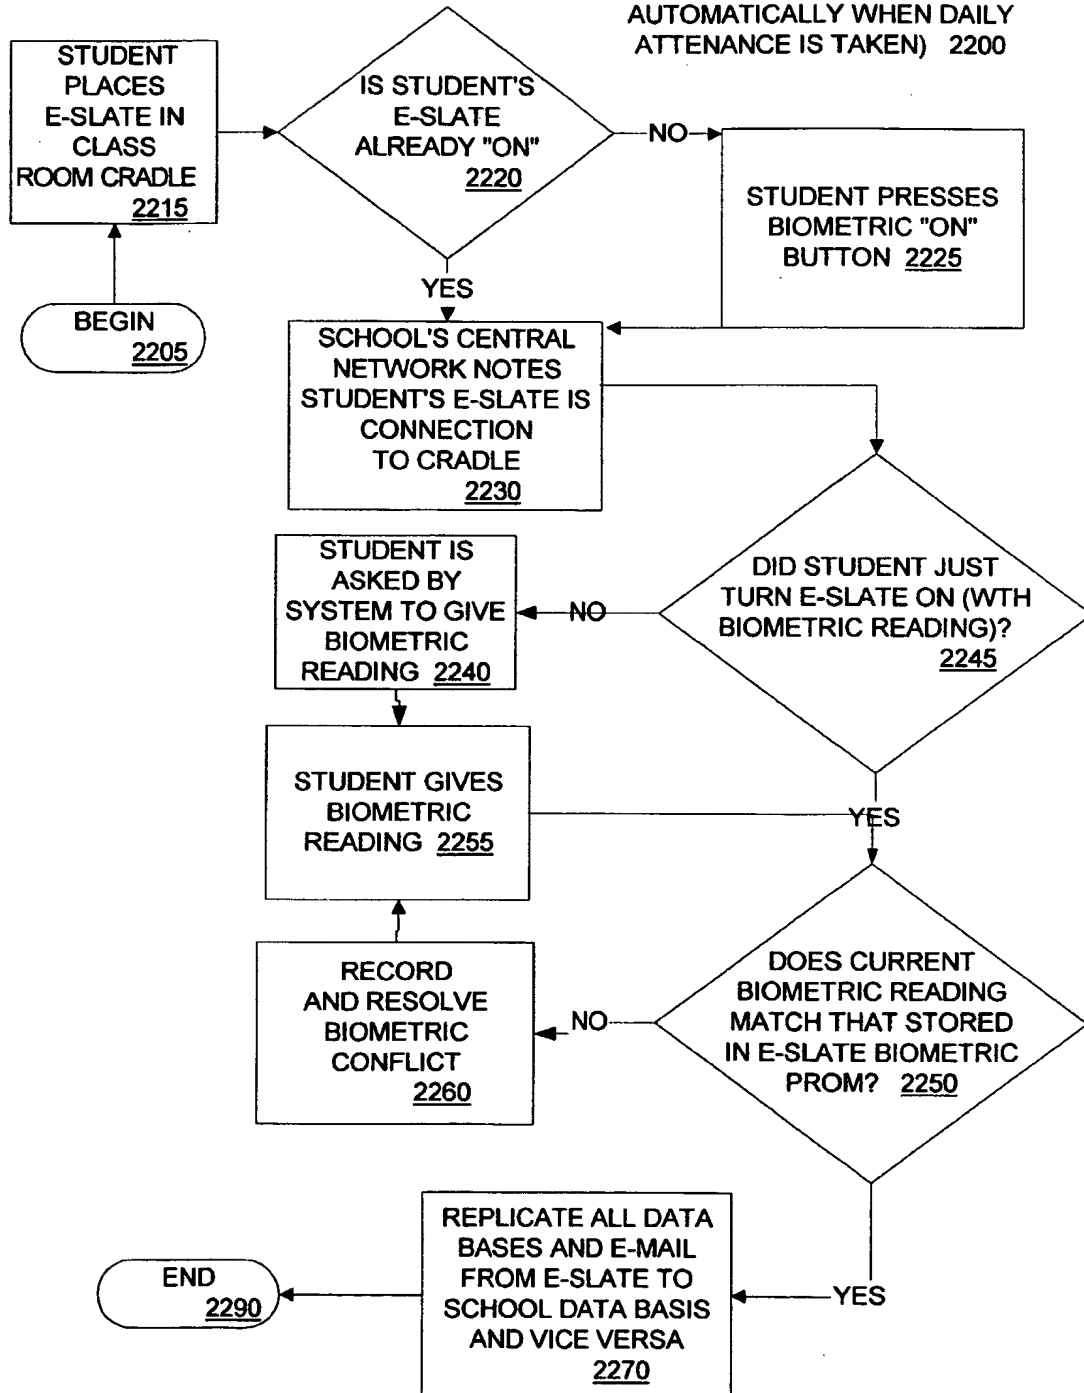 AUTOMATICALLY WHEN DAILY
ATTENANCE IS TAKEN) 2200
STUDENT
PLACES
E-SLATE IN
CLASS
ROOM CRADLE
2215
IS STUDENT'S
E-SLATE
ALREADY "ON"
2220
NO
STUDENT PRESSES
BIOMETRIC "ON"
BUTTON 2225
YES
BEGIN
2205
SCHOOL'S CENTRAL
NETWORK NOTES
STUDENT'S E-SLATE IS
CONNECTION
TO CRADLE
2230
DID STUDENT JUST
TURN E-SLATE ON (WTH
BIOMETRIC READING)?
2245
NO
STUDENT IS
ASKED BY
SYSTEM TO GIVE
BIOMETRIC
READING 2240
STUDENT GIVES
BIOMETRIC
READING 2255
YES
DOES CURRENT
BIOMETRIC READING
MATCH THAT STORED
IN E-SLATE BIOMETRIC
PROM? 2250
NO
RECORD
AND RESOLVE
BIOMETRIC
CONFLICT
2260
YES
REPLICATE ALL DATA
BASES AND E-MAIL
FROM E-SLATE TO
SCHOOL DATA BASIS
AND VICE VERSA
2270
END
2290